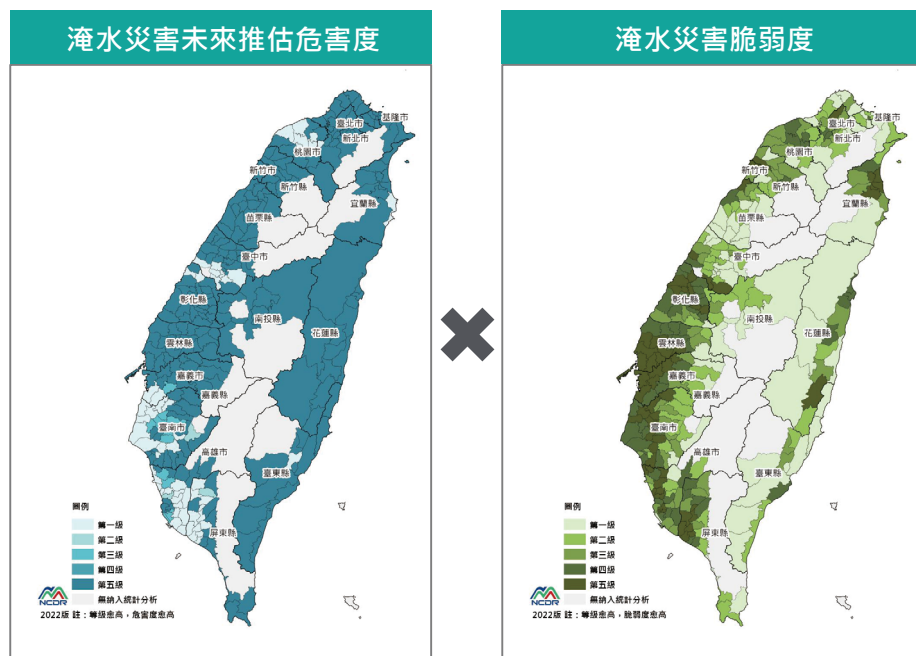 淹水災害未來推估危害度
基隆市
臺北市
新北市
桃園市
新竹市
新竹縣
宜蘭縣
苗栗縣
臺中市
彰化縣
南投縣
花蓮縣
雲林縣
嘉義市
嘉義縣
臺南市
高雄市
臺東縣
屏東縣
圖例
第一級
第二級
第三級
第四級
第五級
無納入統計分析
NCDR
2022版 註：等級愈高，危害度愈高
淹水災害脆弱度
基隆市
臺北市
新北市
桃園市
新竹市
新竹縣
宜蘭縣
苗栗縣
臺中市
彰化縣
南投縣
花蓮縣
雲林縣
嘉義市
嘉義縣
臺南市
高雄市
臺東縣
屏東縣
圖例
第一級
第二級
第三級
第四級
第五級
無納入統計分析
NCDR
2022版 註：等級愈高，脆弱度愈高